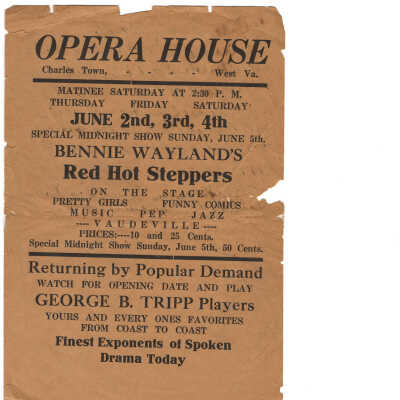 OPERA HOUSE
Charles Town, - - - - - West Va.
MATINEE SATURDAY AT 2:30 P. M.
THURSDAY FRIDAY SATURDAY
JUNE 2nd, 3rd, 4th
SPECIAL MIDNIGHT SHOW SUNDAY, JUNE 5th.
BENNIE WAYLAND'S
Red Hot Steppers
ON THE STAGE
PRETTY GIRLS FUNNY COMICS
MUSIC PEP JAZZ
----VAUDEVILLE----
PRICES:----10 and 25 Cents.
Special Midnight Show Sunday, June 5th, 50 Cents.
Returning by Popular Demand
WATCH FOR OPENING DATE AND PLAY
GEORGE B. TRIPP Players
YOURS AND EVERY ONES FAVORITES
FROM COAST TO COAST
Finest Exponents of Spoken
Drama Today